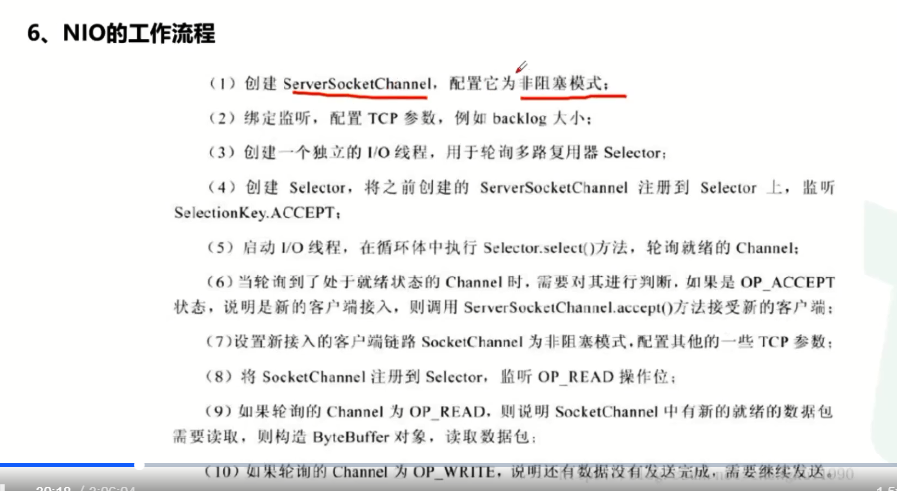 6、NIO的工作流程
（1）创建 ServerSocketChannel，配置它为非阻塞模式；
（2）绑定监听，配置 TCP 参数，例如 backlog 大小；
（3）创建一个独立的 I/O 线程，用于轮询多路复用器 Selector；
（4）创建 Selector，将之前创建的 ServerSocketChannel 注册到 Selector 上，监听
SelectionKey.ACCEPT；
（5）启动 I/O 线程，在循环体中执行 Selector.select()方法，轮询就绪的 Channel；
（6）当轮询到了处于就绪状态的 Channel 时，需要对其进行判断，如果是 OP_ACCEPT
状态，说明是新的客户端接入，则调用 ServerSocketChannel.accept()方法接受新的客户端；
（7）设置新接入的客户端链路 SocketChannel 为非阻塞模式，配置其他的一些 TCP 参数；
（8）将 SocketChannel 注册到 Selector，监听 OP_READ 操作位；
（9）如果轮询的 Channel 为 OP_READ，则说明 SocketChannel 中有新的就绪的数据包
需要读取，则构造 ByteBuffer 对象，读取数据包；
（10）如果轮询的 Channel 为 OP_WRITE，说明还有数据没有发送完成，需要继续发送。